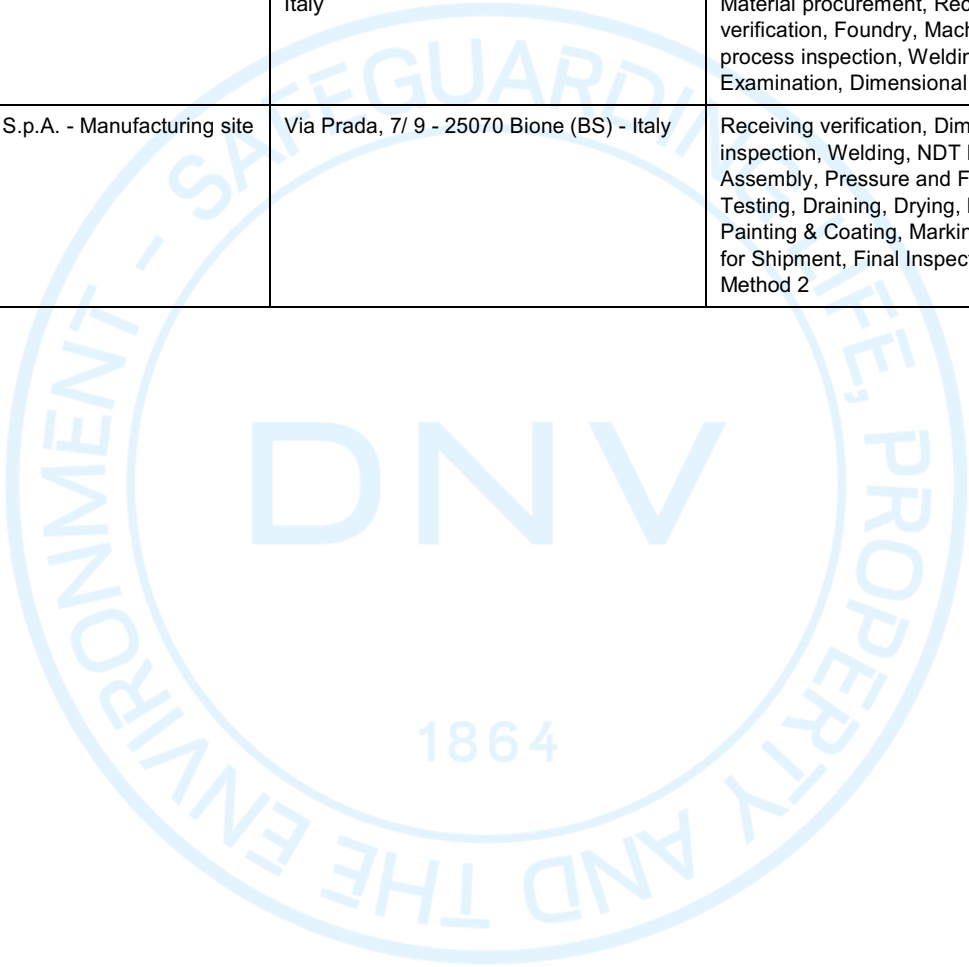 Italy
Material procurement, Rec
verification, Foundry, Mach
process inspection, Weldin
Examination, Dimensional
S.p.A. - Manufacturing site
Via Prada, 7/ 9 - 25070 Bione (BS) - Italy
Receiving verification, Dim
inspection, Welding, NDT
Assembly, Pressure and F
Testing, Draining, Drying,
Painting & Coating, Markin
for Shipment, Final Inspec
Method 2
SAFEGUARDING LIFE, PROPERTY AND THE ENVIRONMENT -
DNV
1864